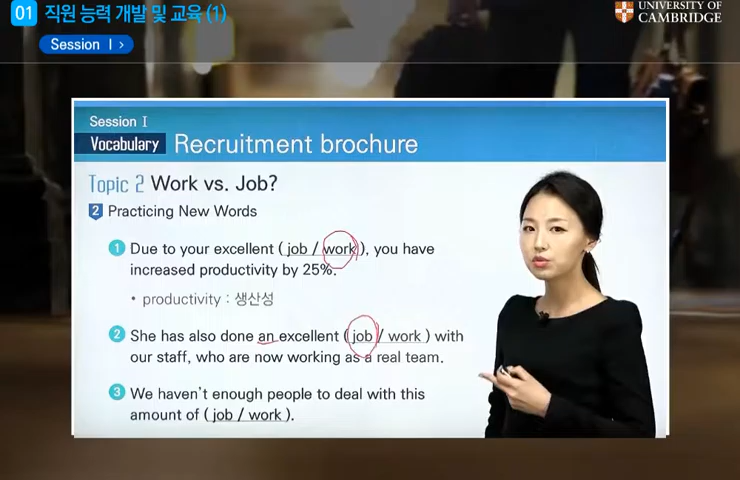 01 직원 능력 개발 및 교육 (1)
UNIVERSITY OF
CAMBRIDGE
Session I >
Session I
Vocabulary Recruitment brochure
Topic 2 Work vs. Job?
2 Practicing New Words
1 Due to your excellent ( job / work ), you have
increased productivity by 25%.
• productivity : 생산성
2 She has also done an excellent ( job / work ) with
our staff, who are now working as a real team.
3 We haven't enough people to deal with this
amount of ( job / work ).